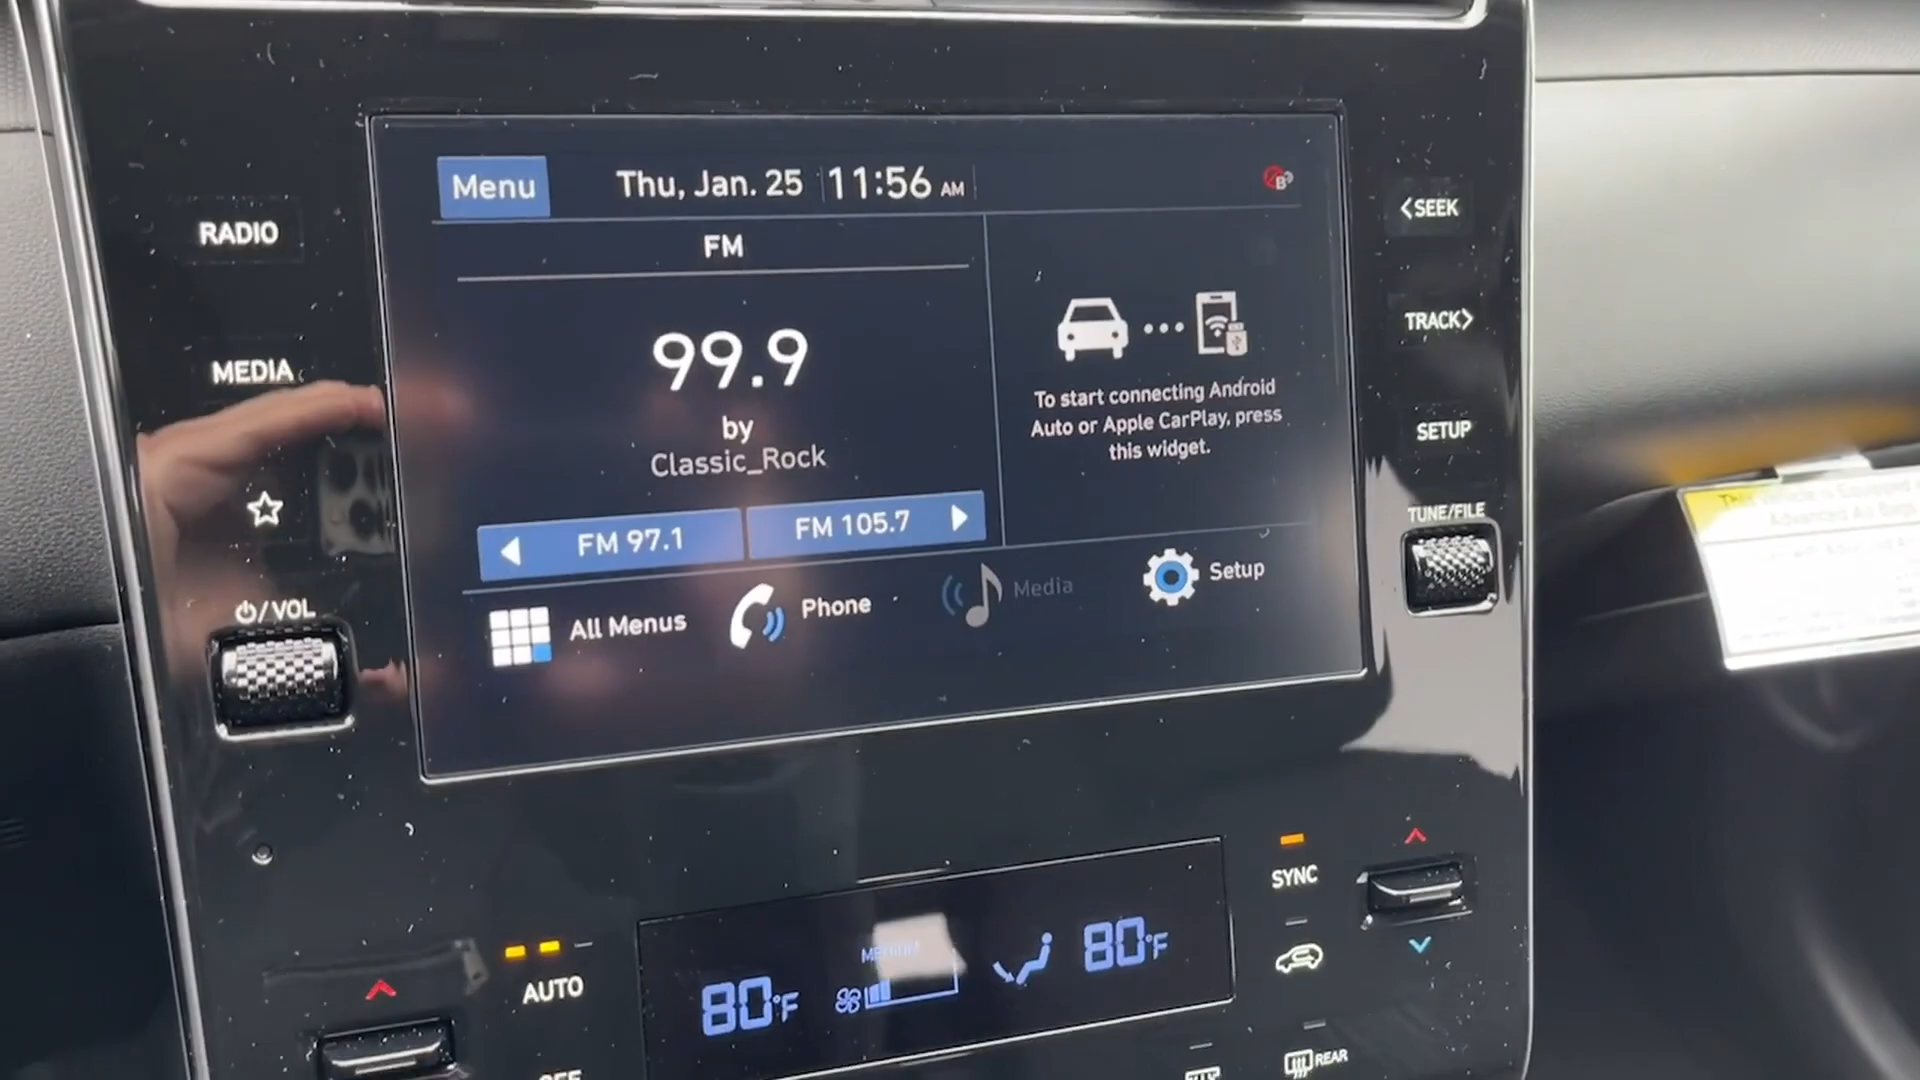 Menu
Thu, Jan. 25 11:56 AM
B
FM
99.9
by
Classic_Rock
FM 97.1
FM 105.7
To start connecting Android
Auto or Apple CarPlay, press
this widget.
All Menus
Phone
Media
Setup
RADIO
MEDIA
/ VOL
<SEEK
TRACK>
SETUP
TUNE/FILE
AUTO
80°F
80°F
SYNC
REAR